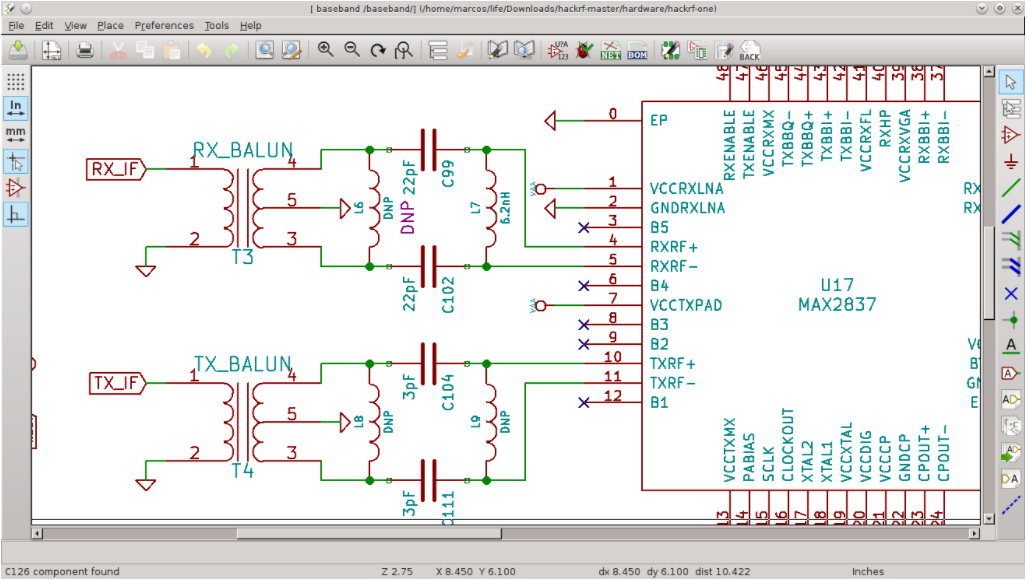 [ baseband /baseband/] (/home/marcos/life/Downloads/hackrf-master/hardware/hackrf-one)
File Edit View Place Preferences Tools Help
U?A
123
NET
BOM
BACK
In
mm
RX_IF
RX_BALUN
1
2
4
5
3
T3
L6
DNP
DNP
22pF
C99
22pF
C102
L7
6.2nH
TX_IF
TX_BALUN
1
2
4
5
3
T4
L8
DNP
3pF
C104
3pF
C111
L9
DNP
0 EP
1 VCCRXLNA
2 GNDRXLNA
3 B5
4 RXRF+
5 RXRF-
6 B4
7 VCCTXPAD
8 B3
9 B2
10 TXRF+
11 TXRF-
12 B1
RXENABLE
TXENABLE
VCCRXMX
TXBBQ-
TXBBQ+
TXBBI+
TXBBI-
VCCRXFL
RXHP
VCCRXVGA
RXBBI+
RXBBI-
U17
MAX2837
VCCTXMX
PABIAS
SCLK
CLOCKOUT
XTAL2
XTAL1
VCCXTAL
VCCDIG
VCCCP
GNDCP
CPOUT+
CPOUT-
C126 component found Z 2.75 X 8.450 Y 6.100 dx 8.450 dy 6.100 dist 10.422 Inches